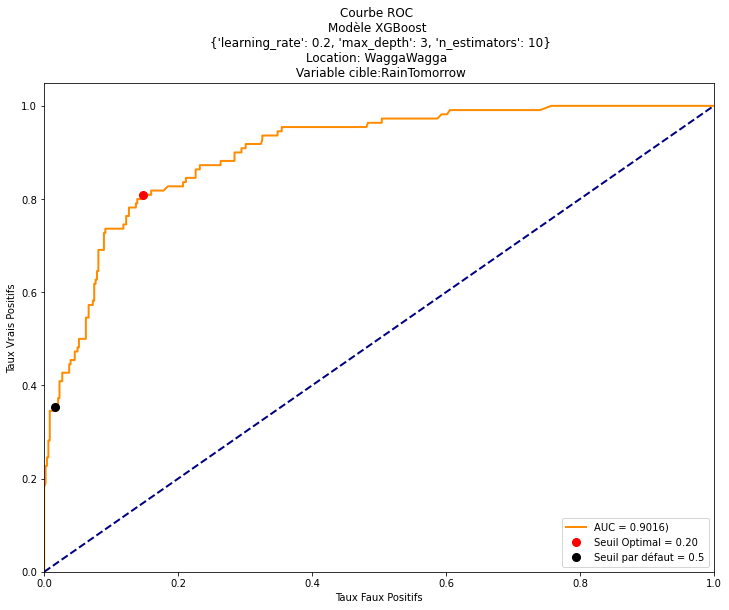 Courbe ROC
Modèle XGBoost
{'learning_rate': 0.2, 'max_depth': 3, 'n_estimators': 10}
Location: WaggaWagga
Variable cible:RainTomorrow
1.0
0.8
0.6
0.4
0.2
0.0
Taux Vrais Positifs
0.0 0.2 0.4 0.6 0.8 1.0
Taux Faux Positifs
AUC = 0.9016)
Seuil Optimal = 0.20
Seuil par défaut = 0.5